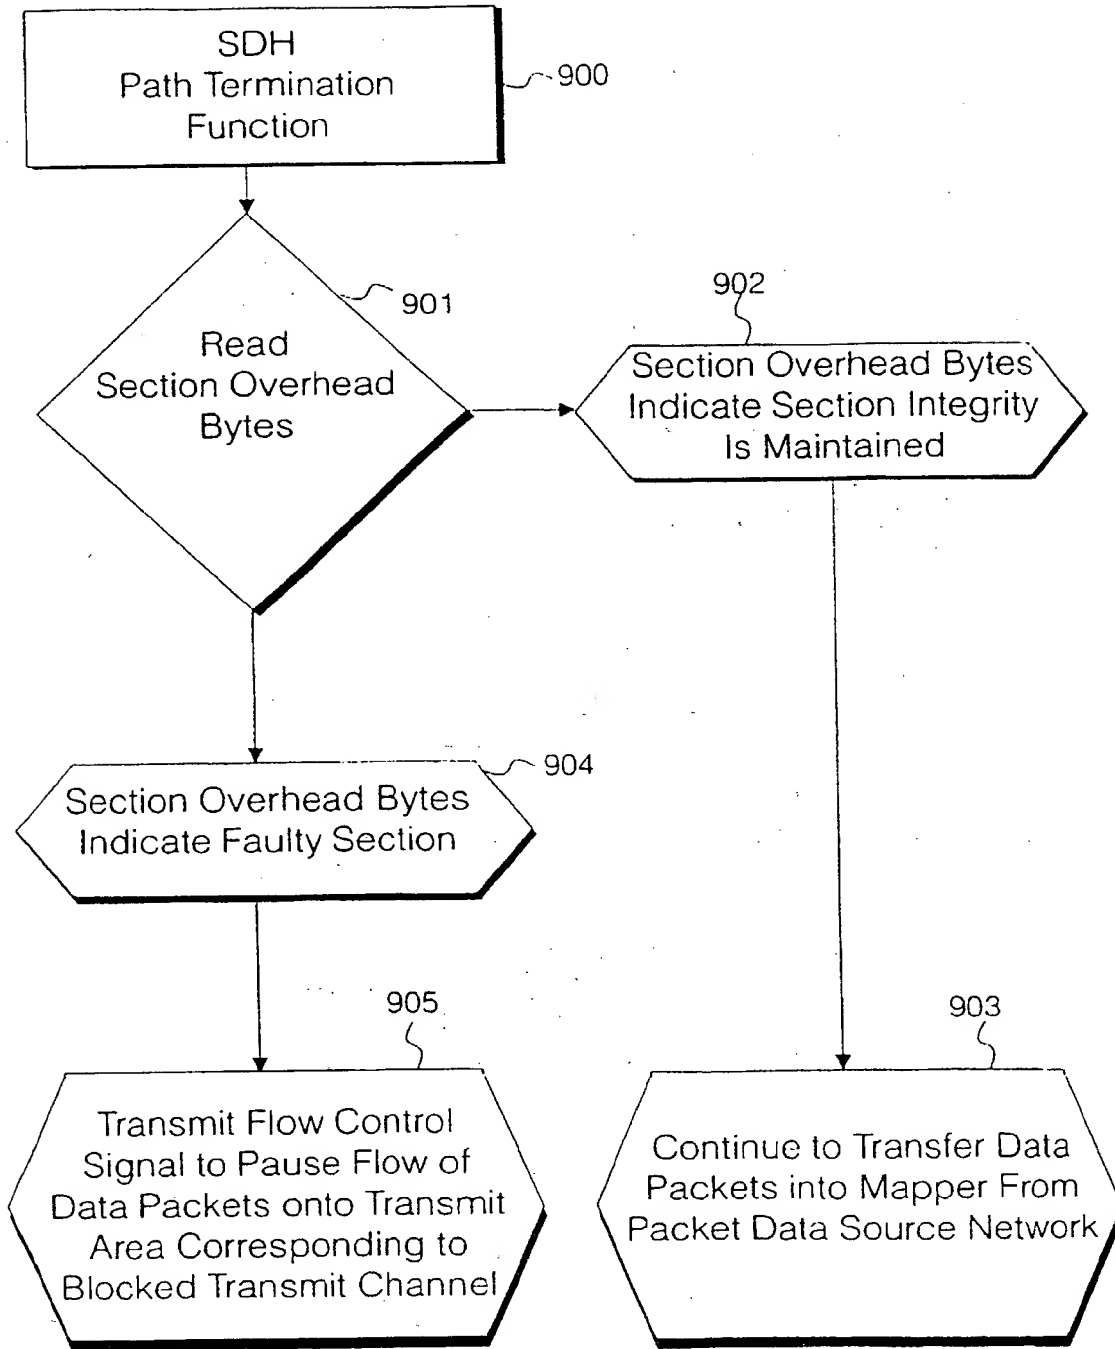 SDH
Path Termination
Function
900
901
Read
Section Overhead
Bytes
902
Section Overhead Bytes
Indicate Section Integrity
Is Maintained
904
Section Overhead Bytes
Indicate Faulty Section
905
Transmit Flow Control
Signal to Pause Flow of
Data Packets onto Transmit
Area Corresponding to
Blocked Transmit Channel
903
Continue to Transfer Data
Packets into Mapper From
Packet Data Source Network